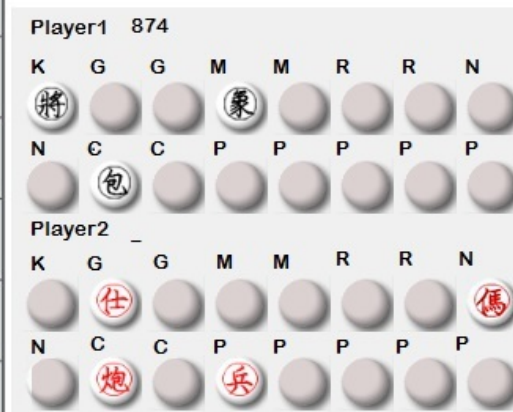 Player1 874
K G G M M R R N
將 象
N C C P P P P P
包
Player2 _
K G G M M R R N
仕 傌
N C C P P P P P
炮 兵